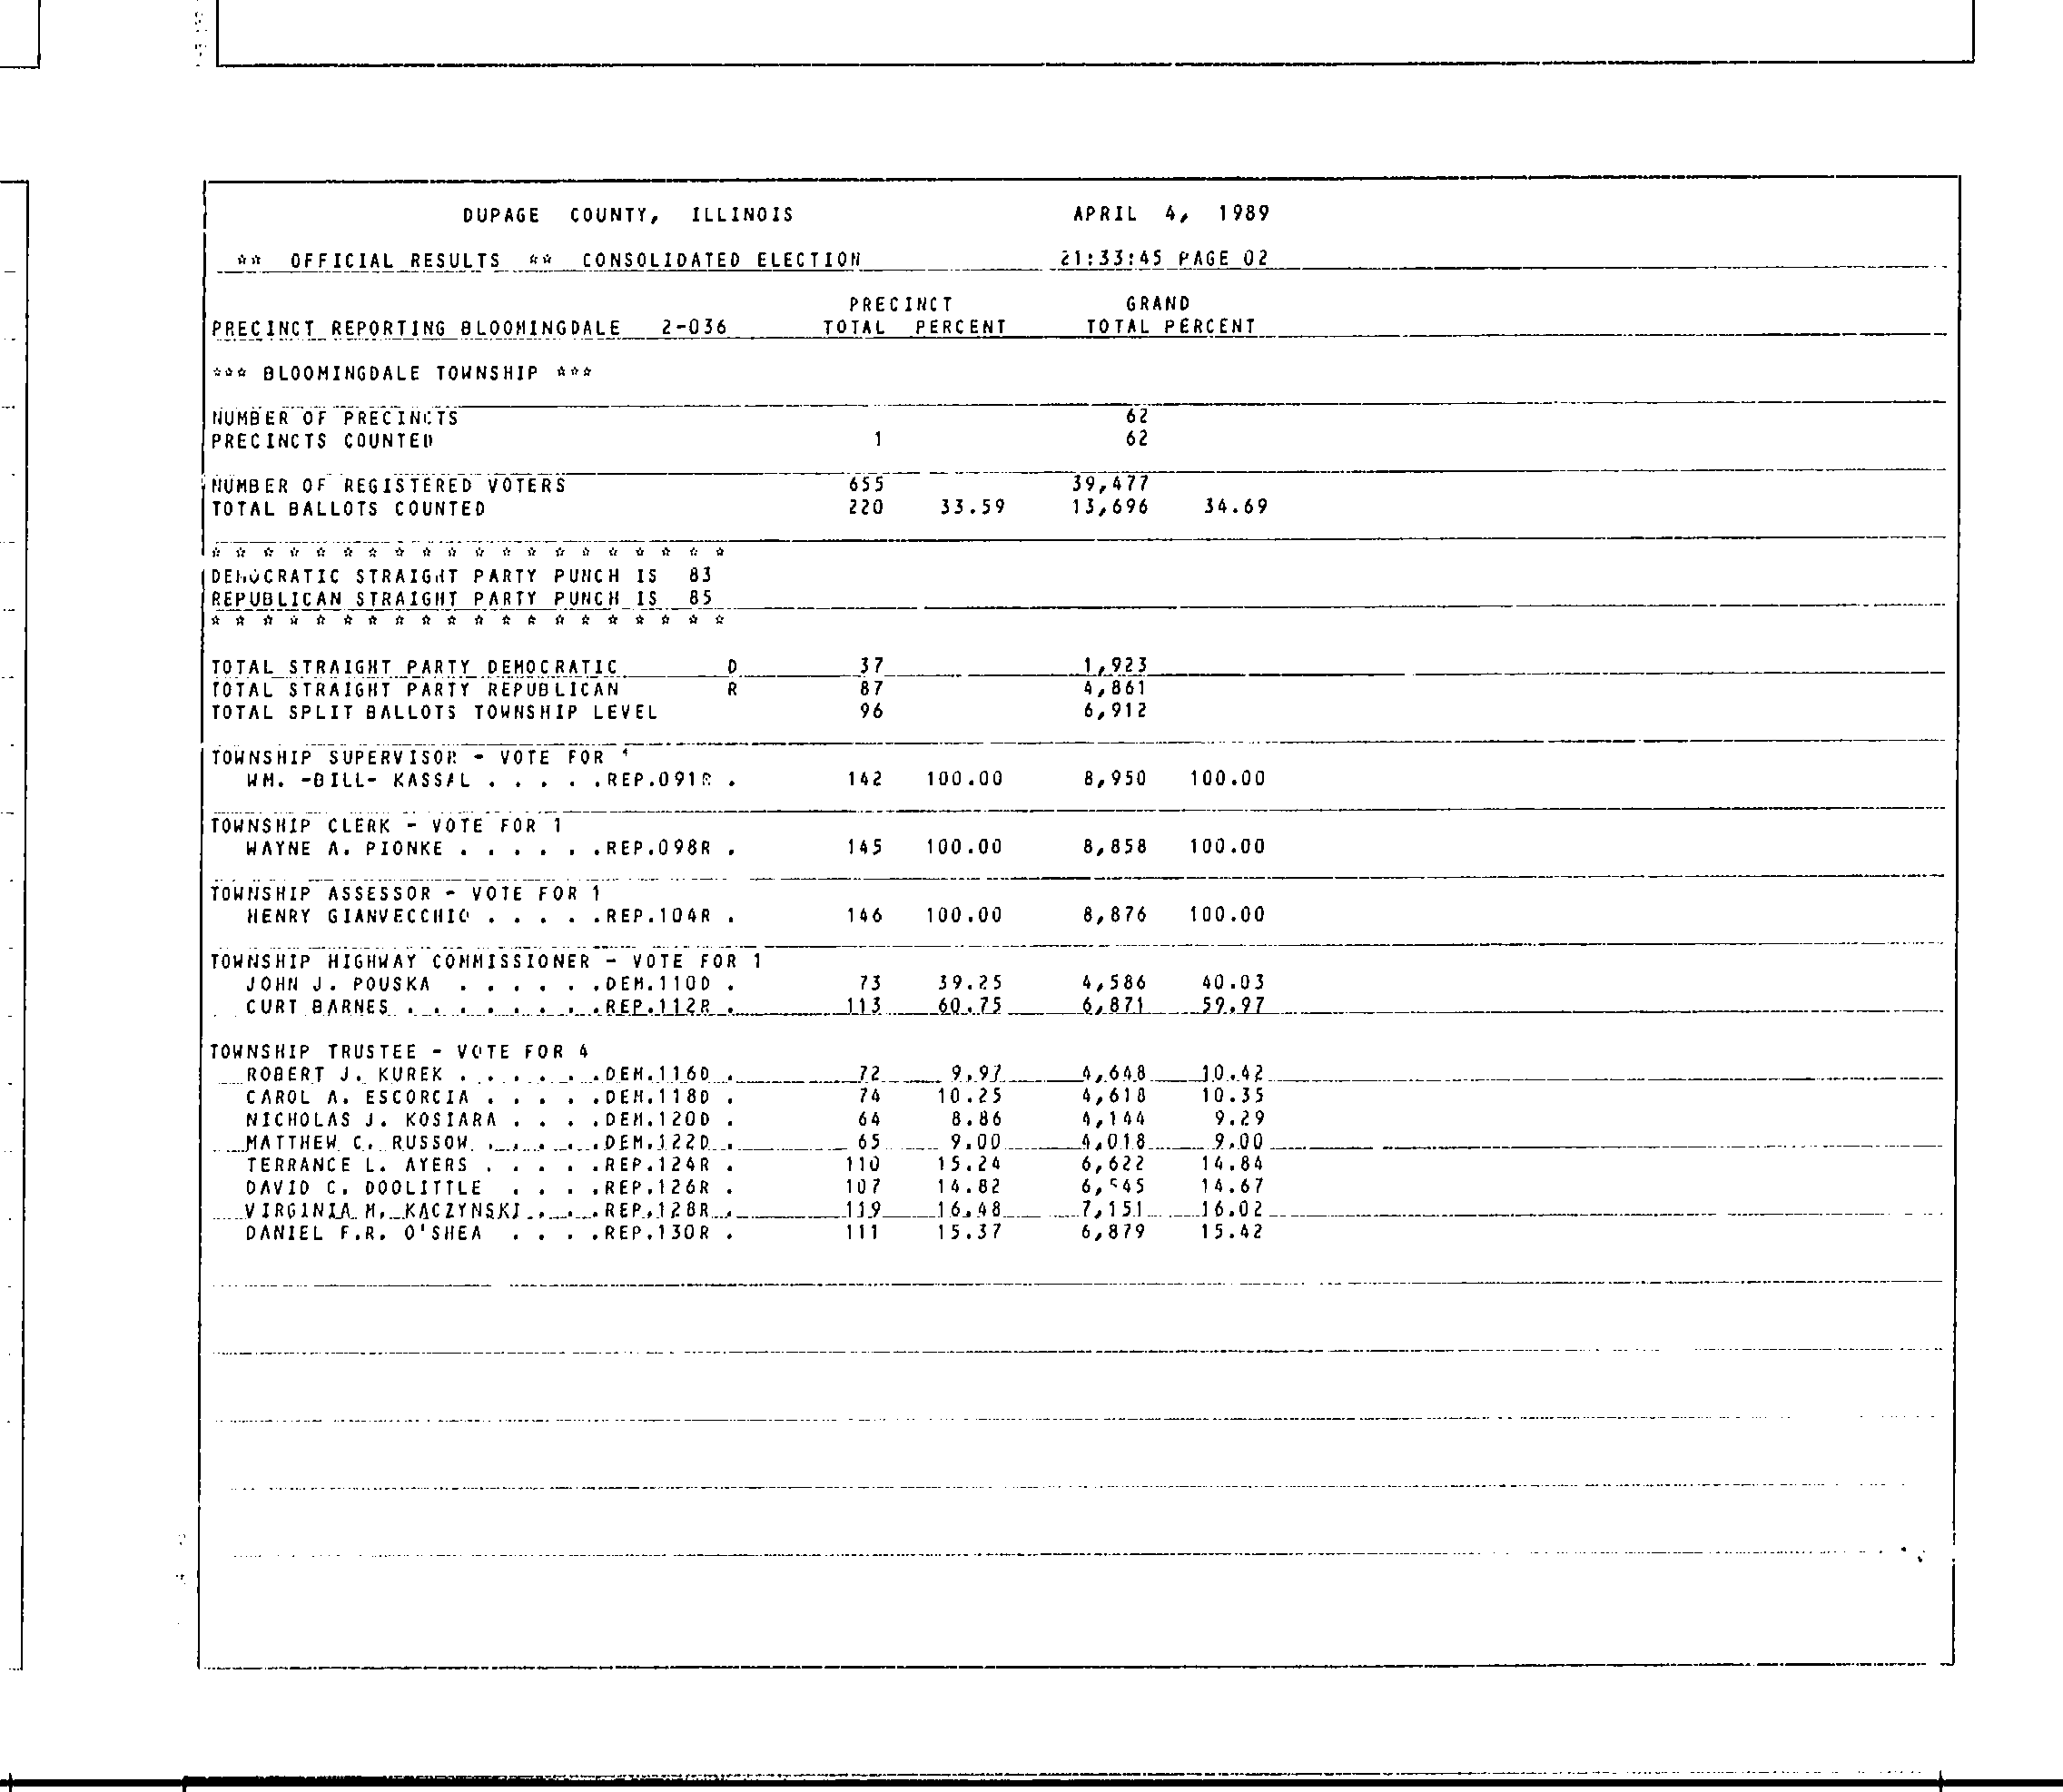 DUPAGE COUNTY, ILLINOIS APRIL 4, 1989
** OFFICIAL RESULTS ** CONSOLIDATED ELECTION 21:33:45 PAGE 02
PRECINCT GRAND
PRECINCT REPORTING BLOOMINGDALE 2-036 TOTAL PERCENT TOTAL PERCENT
*** BLOOMINGDALE TOWNSHIP ***
NUMBER OF PRECINCTS 62
PRECINCTS COUNTED 1 62
NUMBER OF REGISTERED VOTERS 655 39,477
TOTAL BALLOTS COUNTED 220 33.59 13,696 34.69
* * * * * * * * * * * * * * * * * * * *
DEMOCRATIC STRAIGHT PARTY PUNCH IS 83
REPUBLICAN STRAIGHT PARTY PUNCH IS 85
* * * * * * * * * * * * * * * * * * * *
TOTAL STRAIGHT PARTY DEMOCRATIC D 37 1,923
TOTAL STRAIGHT PARTY REPUBLICAN R 87 4,861
TOTAL SPLIT BALLOTS TOWNSHIP LEVEL 96 6,912
TOWNSHIP SUPERVISOR - VOTE FOR 1
WM. -BILL- KASSAL . . . . .REP.091R . 142 100.00 8,950 100.00
TOWNSHIP CLERK - VOTE FOR 1
WAYNE A. PIONKE . . . . . .REP.098R . 145 100.00 8,858 100.00
TOWNSHIP ASSESSOR - VOTE FOR 1
HENRY GIANVECCHIO . . . . .REP.104R . 146 100.00 8,876 100.00
TOWNSHIP HIGHWAY COMMISSIONER - VOTE FOR 1
JOHN J. POUSKA . . . . . .DEM.110D . 73 39.25 4,586 40.03
CURT BARNES . . . . . . . .REP.112R . 113 60.75 6,871 59.97
TOWNSHIP TRUSTEE - VOTE FOR 4
ROBERT J. KUREK . . . . . .DEM.116D . 72 9.97 4,648 10.42
CAROL A. ESCORCIA . . . . .DEM.118D . 74 10.25 4,618 10.35
NICHOLAS J. KOSIARA . . . .DEM.120D . 64 8.86 4,144 9.29
MATTHEW C. RUSSOW . . . . .DEM.122D . 65 9.00 4,018 9.00
TERRANCE L. AYERS . . . . .REP.124R . 110 15.24 6,622 14.84
DAVID C. DOOLITTLE . . . .REP.126R . 107 14.82 6,545 14.67
VIRGINIA M. KACZYNSKI . . .REP.128R . 119 16.48 7,151 16.02
DANIEL F.R. O'SHEA . . . .REP.130R . 111 15.37 6,879 15.42